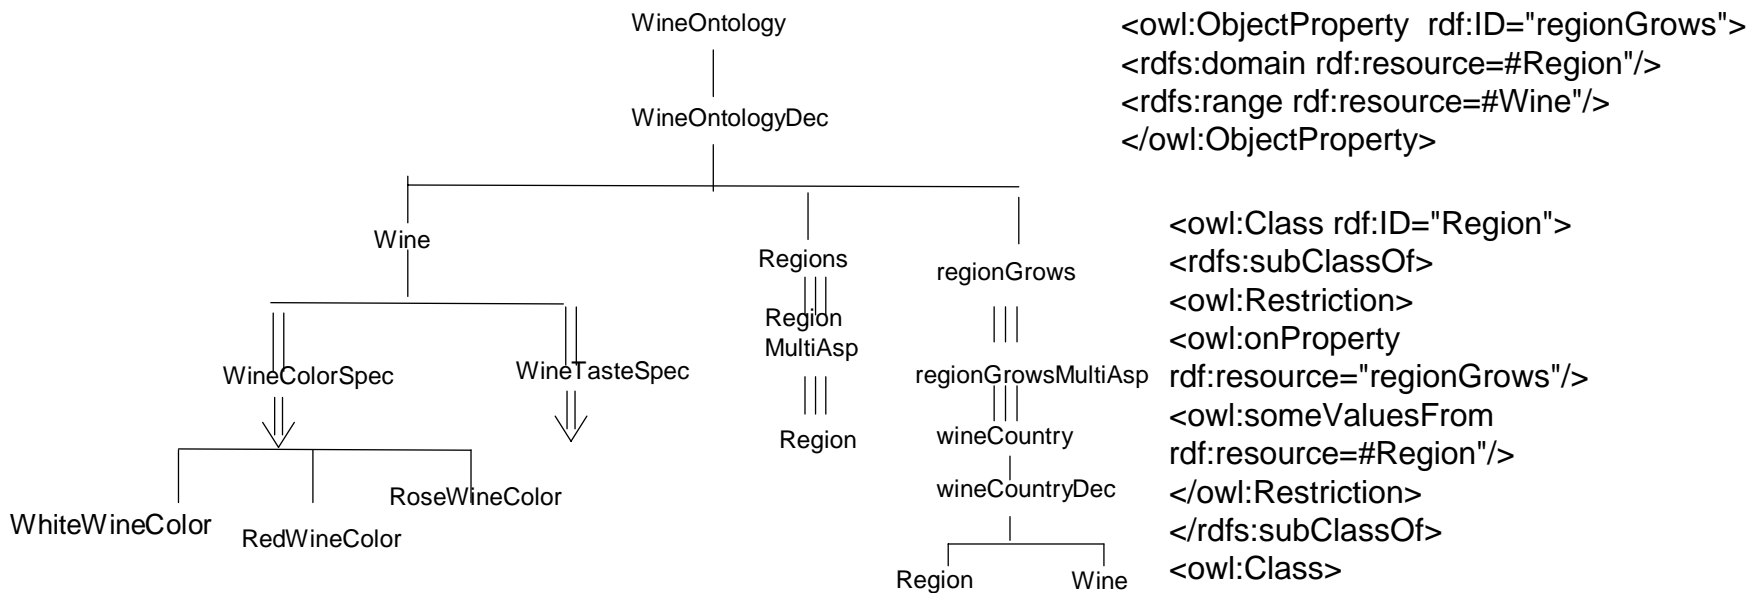 WineOntology
WineOntologyDec
Wine
Regions
regionGrows
Region
MultiAsp
WineColorSpec
WineTasteSpec
regionGrowsMultiAsp
Region
wineCountry
wineCountryDec
WhiteWineColor
RedWineColor
RoseWineColor
Region
Wine
<owl:ObjectProperty  rdf:ID="regionGrows">
<rdfs:domain rdf:resource=#Region"/>
<rdfs:range rdf:resource=#Wine"/>
</owl:ObjectProperty>
<owl:Class rdf:ID="Region">
<rdfs:subClassOf>
<owl:Restriction>
<owl:onProperty
rdf:resource="regionGrows"/>
<owl:someValuesFrom
rdf:resource=#Region"/>
</owl:Restriction>
</rdfs:subClassOf>
<owl:Class>